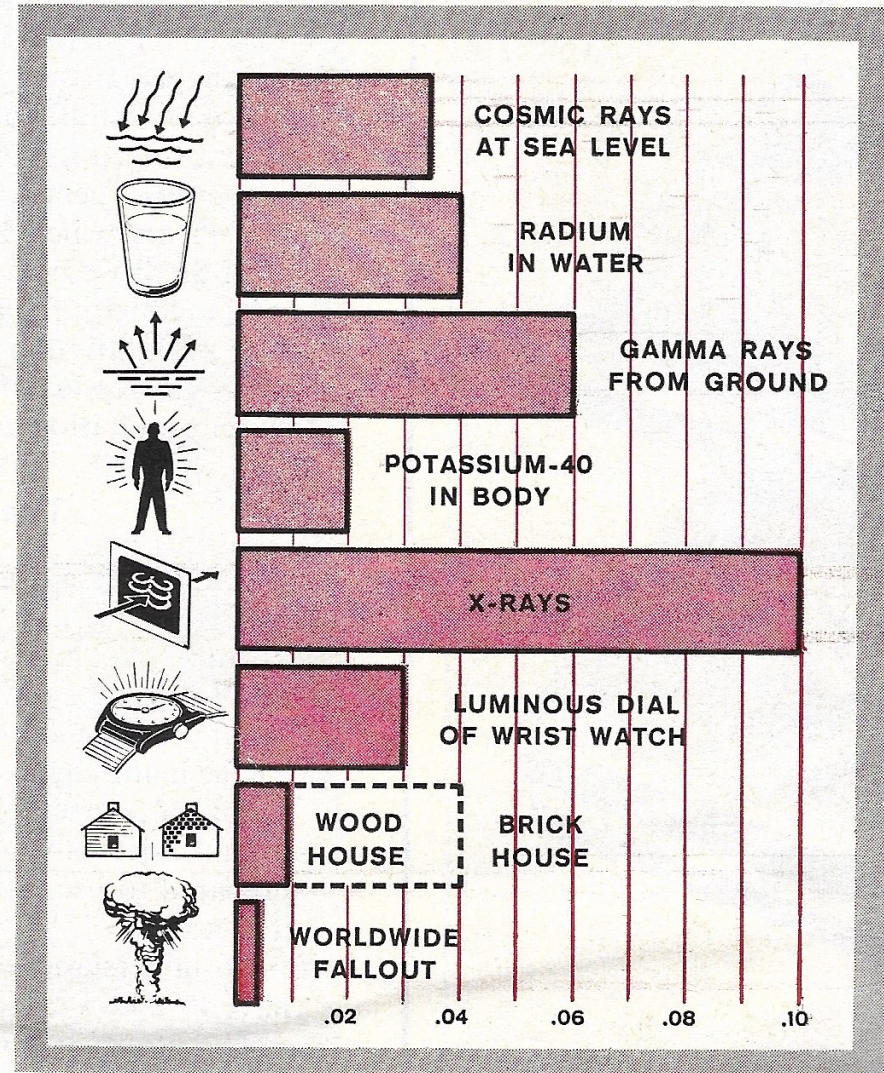 COSMIC RAYS
AT SEA LEVEL
RADIUM
IN WATER
GAMMA RAYS
FROM GROUND
POTASSIUM-40
IN BODY
X-RAYS
LUMINOUS DIAL
OF WRIST WATCH
WOOD
HOUSE
BRICK
HOUSE
WORLDWIDE
FALLOUT
.02 .04 .06 .08 .10